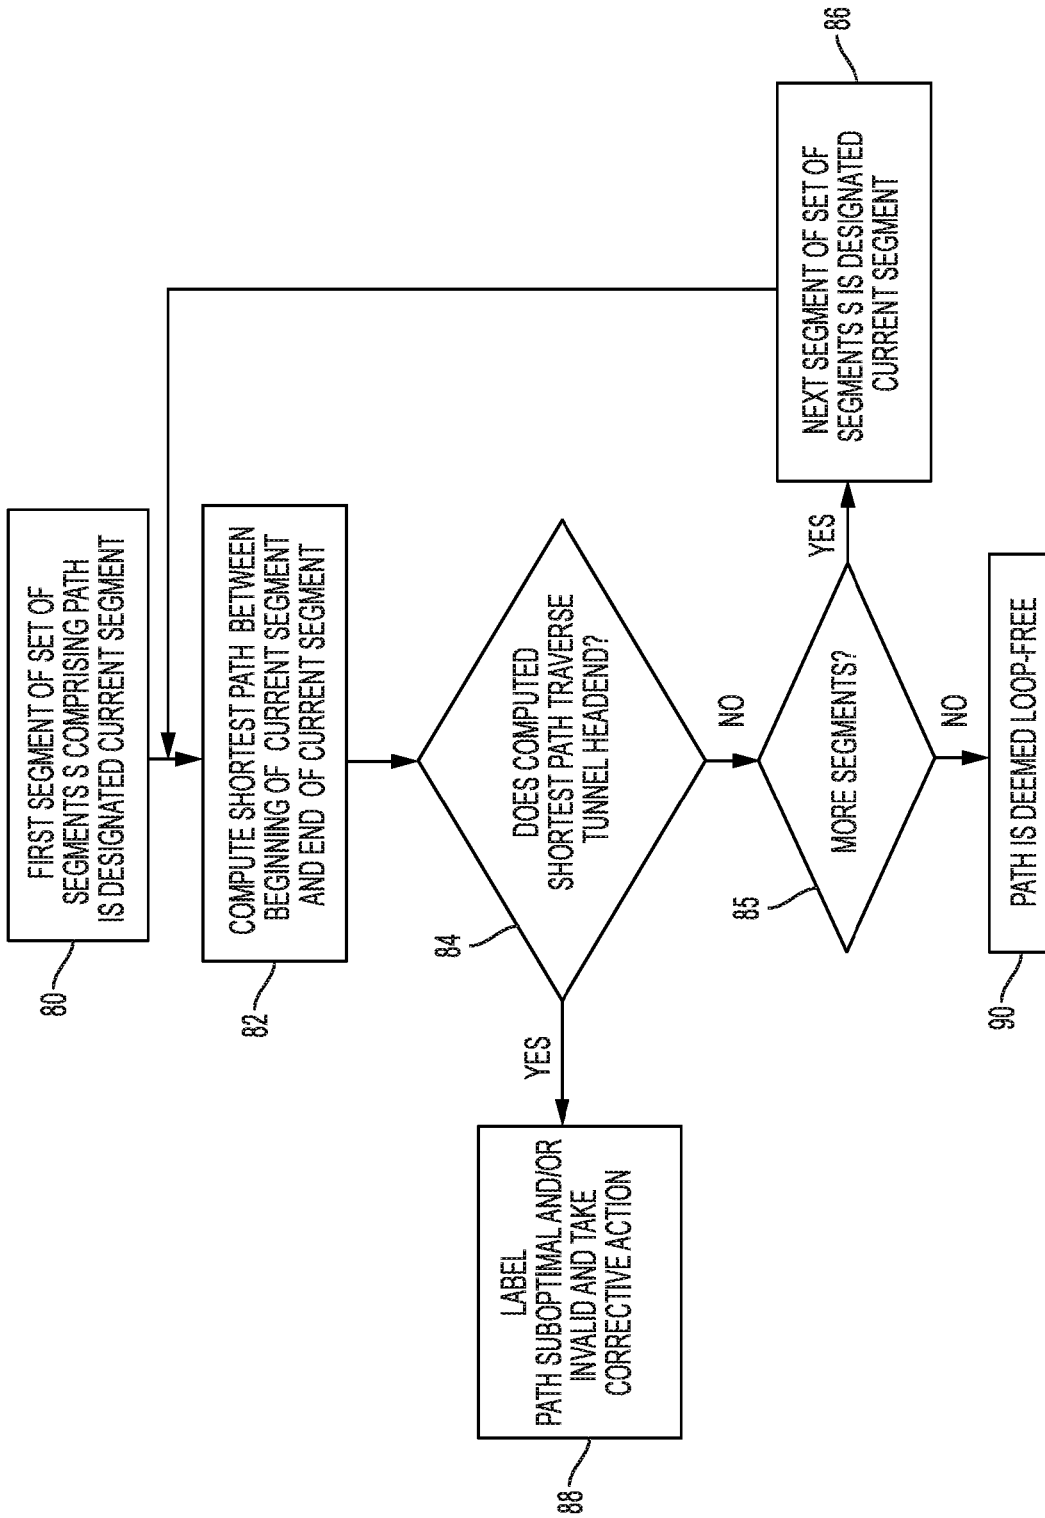 FIRST SEGMENT OF SET OF
SEGMENTS S COMPRISING PATH
IS DESIGNATED CURRENT SEGMENT
80
COMPUTE SHORTEST PATH BETWEEN
BEGINNING OF CURRENT SEGMENT
AND END OF CURRENT SEGMENT
82
DOES COMPUTED
SHORTEST PATH TRAVERSE
TUNNEL HEADEND?
84
YES
LABEL
PATH SUBOPTIMAL AND/OR
INVALID AND TAKE
CORRECTIVE ACTION
88
NO
MORE SEGMENTS?
85
YES
NEXT SEGMENT OF SET OF
SEGMENTS S IS DESIGNATED
CURRENT SEGMENT
86
NO
PATH IS DEEMED LOOP-FREE
90